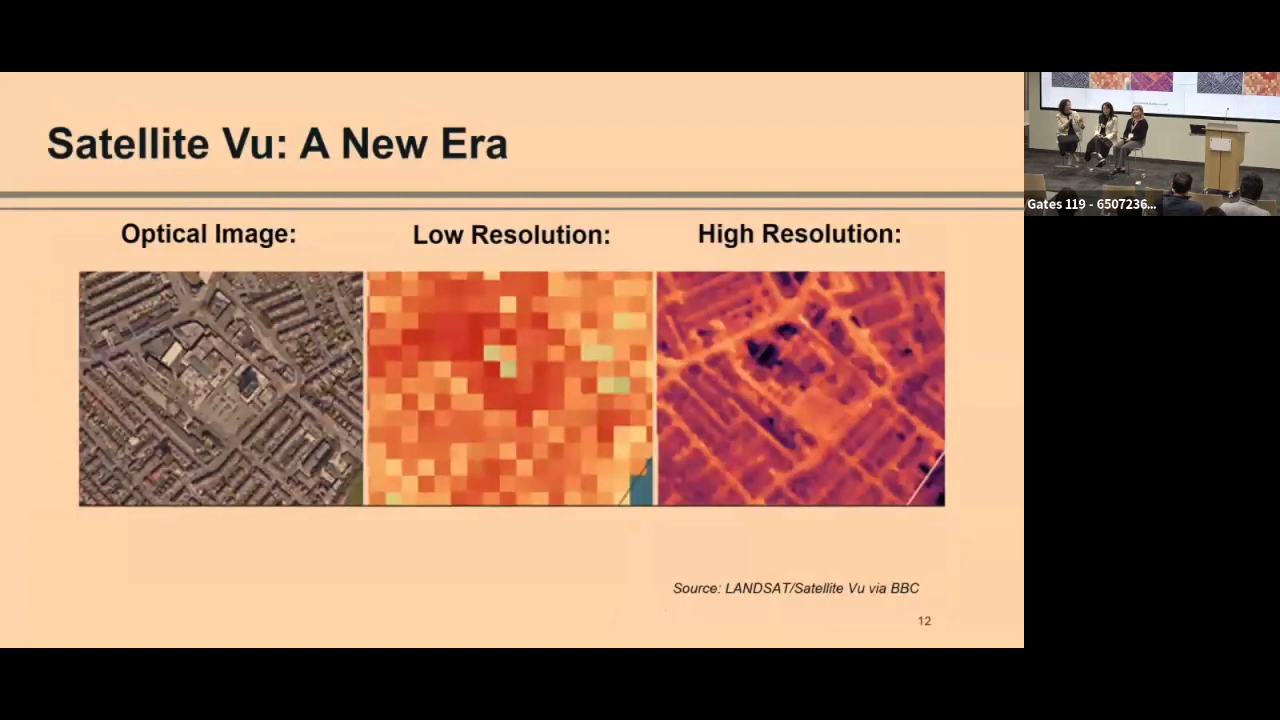 Satellite Vu: A New Era
Optical Image:
Low Resolution:
High Resolution:
Source: LANDSAT/Satellite Vu via BBC
12
Gates 119 - 6507236...